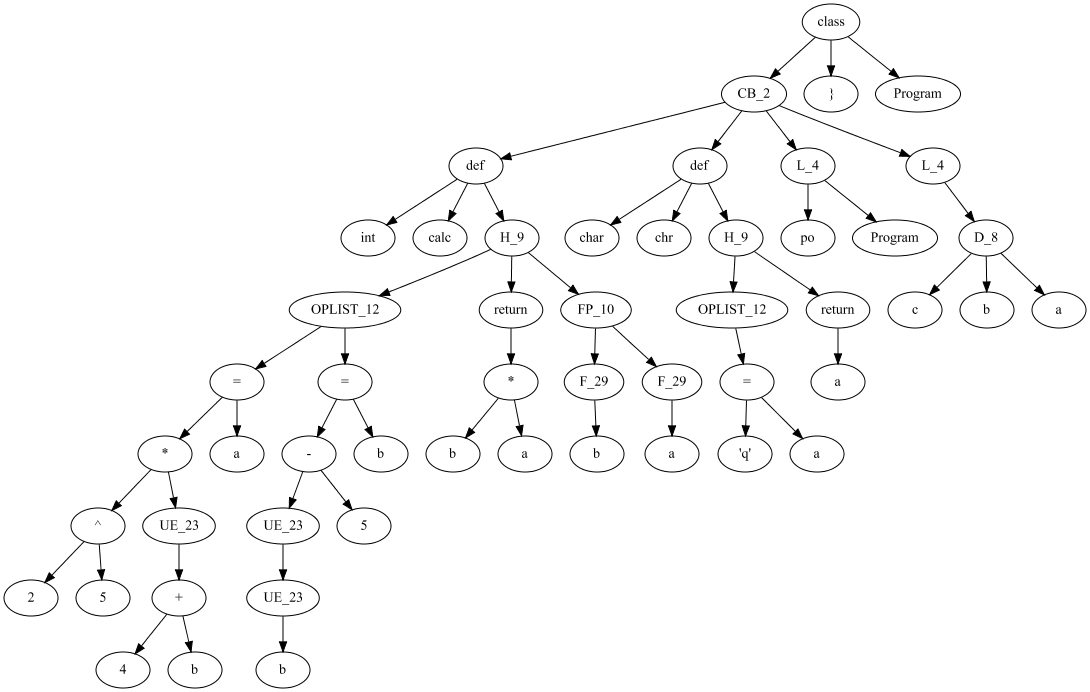 class
CB_2 } Program
def def L_4 L_4
int calc H_9 char chr H_9 po Program D_8
OPLIST_12 return FP_10 OPLIST_12 return c b a
= = * F_29 F_29 = a
* a - b b a b a 'q' a
^ UE_23 UE_23 5
2 5 + UE_23
4 b b